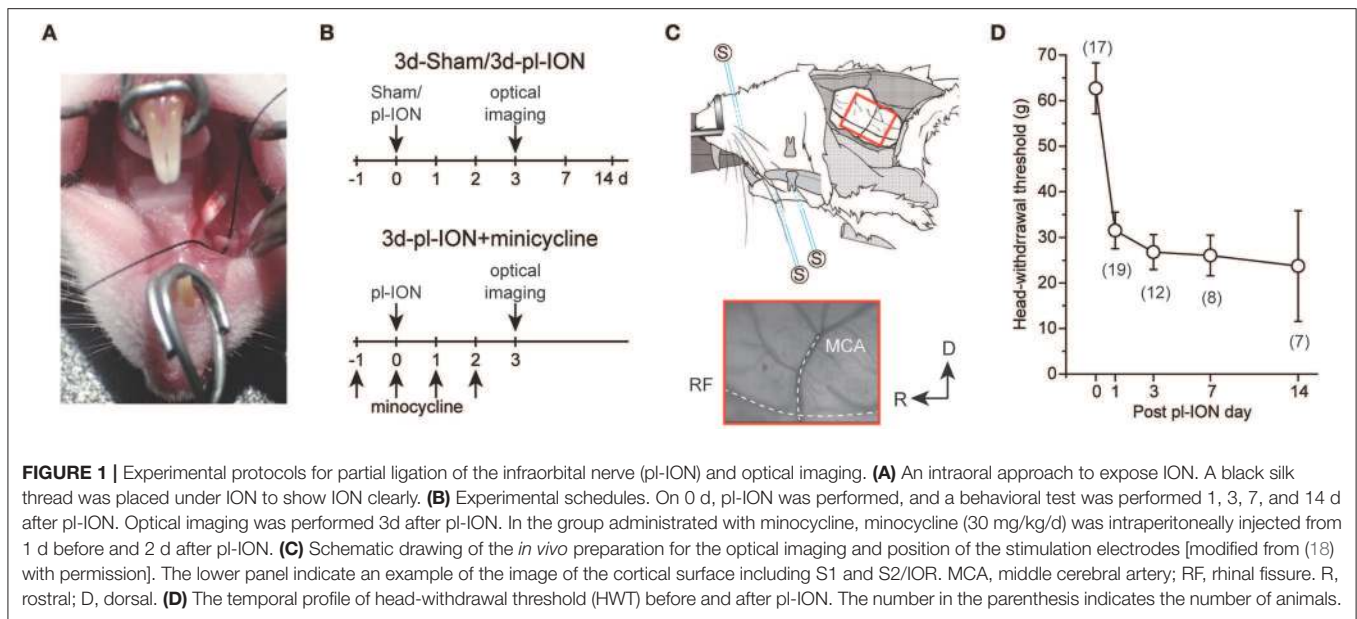 A
B
3d-Sham/3d-pl-ION
Sham/
pl-ION
optical
imaging
-1 0 1 2 3 7 14 d
3d-pl-ION+minicycline
pl-ION
optical
imaging
-1 0 1 2 3
minocycline
C
S
S
S
MCA
RF
D
R
D
Head-withdrrawal threshold (g)
70
60
50
40
30
20
10
0
(17)
(19)
(12)
(8)
(7)
0 1 3 7 14
Post pl-ION day
FIGURE 1 | Experimental protocols for partial ligation of the infraorbital nerve (pl-ION) and optical imaging. (A) An intraoral approach to expose ION. A black silk
thread was placed under ION to show ION clearly. (B) Experimental schedules. On 0 d, pl-ION was performed, and a behavioral test was performed 1, 3, 7, and 14 d
after pl-ION. Optical imaging was performed 3d after pl-ION. In the group administrated with minocycline, minocycline (30 mg/kg/d) was intraperitoneally injected from
1 d before and 2 d after pl-ION. (C) Schematic drawing of the in vivo preparation for the optical imaging and position of the stimulation electrodes [modified from (18)
with permission]. The lower panel indicate an example of the image of the cortical surface including S1 and S2/IOR. MCA, middle cerebral artery; RF, rhinal fissure. R,
rostral; D, dorsal. (D) The temporal profile of head-withdrawal threshold (HWT) before and after pl-ION. The number in the parenthesis indicates the number of animals.